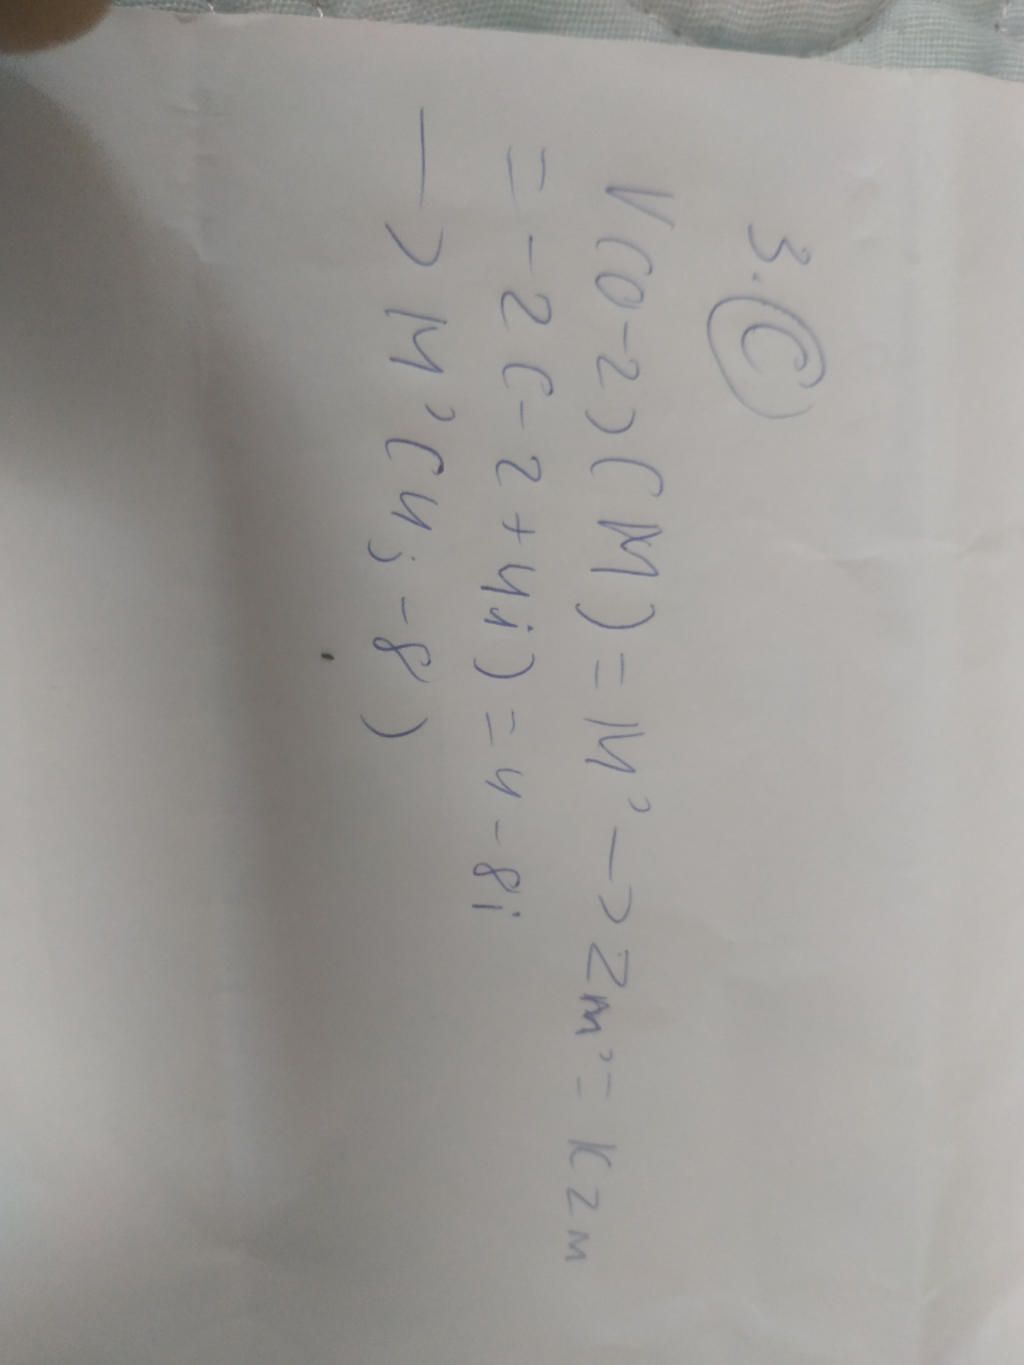 3. C
V(O-2)(M) = M' → Zm' = KZm
= -2(-2+4i) = 4-8i
→ M'(4; -8)